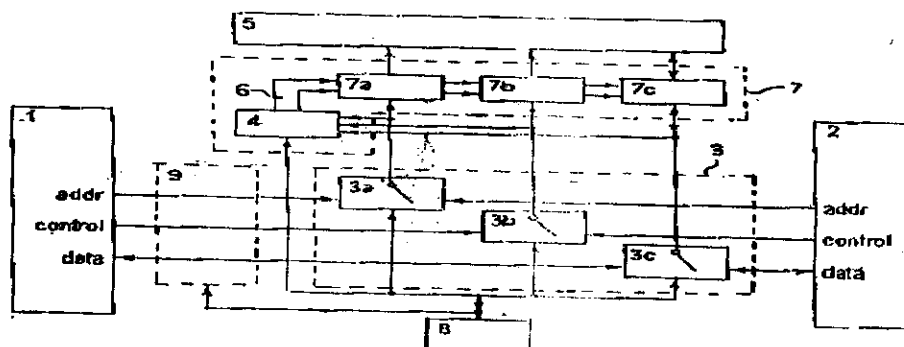 5
6
7a
7b
7c
7
1
4
2
9
3
3a
addr
addr
control
3b
control
data
3c
data
8